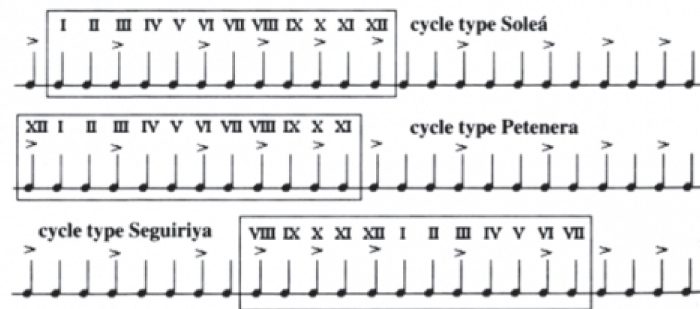 I II III IV V VI VII VIII IX X XI XII cycle type Soleá
XII I II III IV V VI VII VIII IX X XI cycle type Petenera
cycle type Seguiriya VIII IX X XI XII I II III IV V VI VII